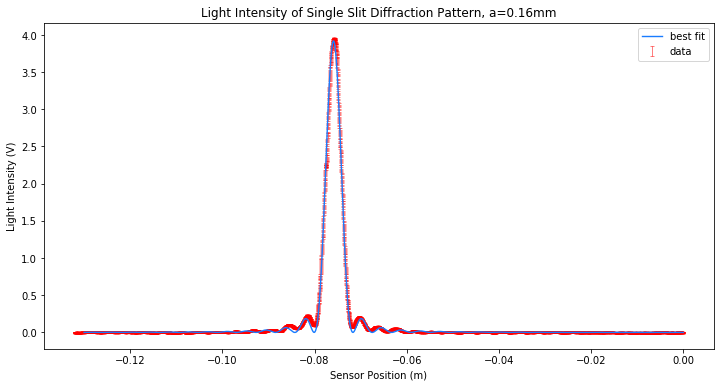 Light Intensity of Single Slit Diffraction Pattern, a=0.16mm
best fit
data
4.0
3.5
3.0
2.5
2.0
1.5
1.0
0.5
0.0
Light Intensity (V)
−0.12 −0.10 −0.08 −0.06 −0.04 −0.02 0.00
Sensor Position (m)